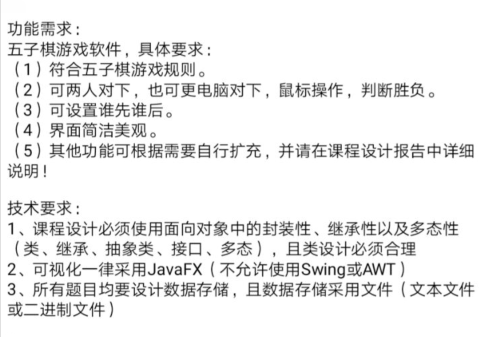 功能需求：
五子棋游戏软件，具体要求：
（1）符合五子棋游戏规则。
（2）可两人对下，也可更电脑对下，鼠标操作，判断胜负。
（3）可设置谁先谁后。
（4）界面简洁美观。
（5）其他功能可根据需要自行扩充，并请在课程设计报告中详细
说明！
技术要求：
1、课程设计必须使用面向对象中的封装性、继承性以及多态性
（类、继承、抽象类、接口、多态），且类设计必须合理
2、可视化一律采用JavaFX（不允许使用Swing或AWT）
3、所有题目均要设计数据存储，且数据存储采用文件（文本文件
或二进制文件）